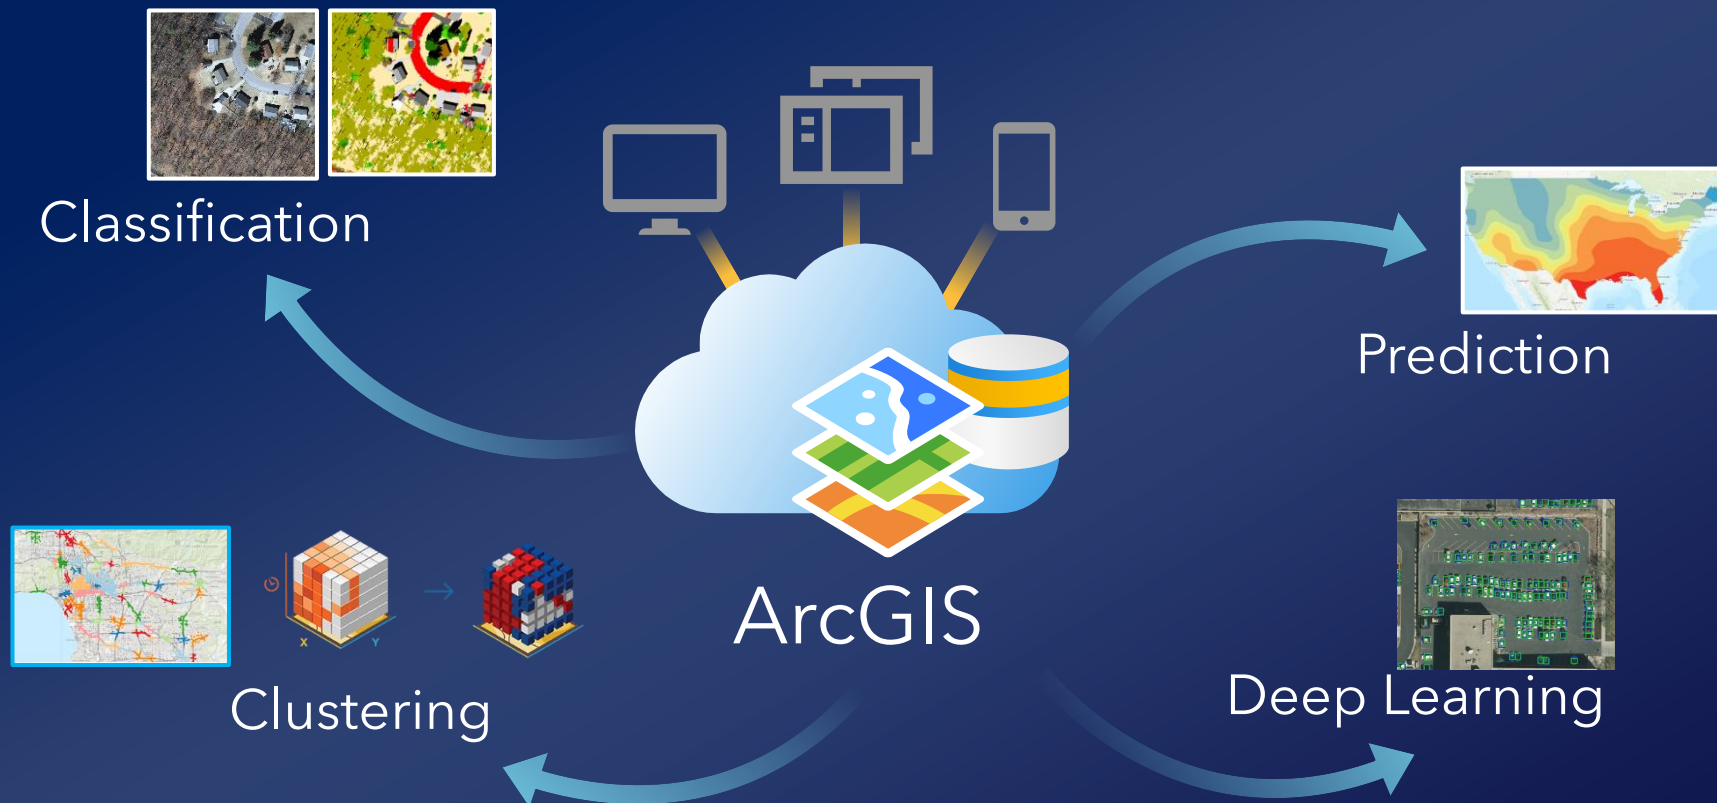 Classification
Prediction
X
Y
ArcGIS
Clustering
Deep Learning